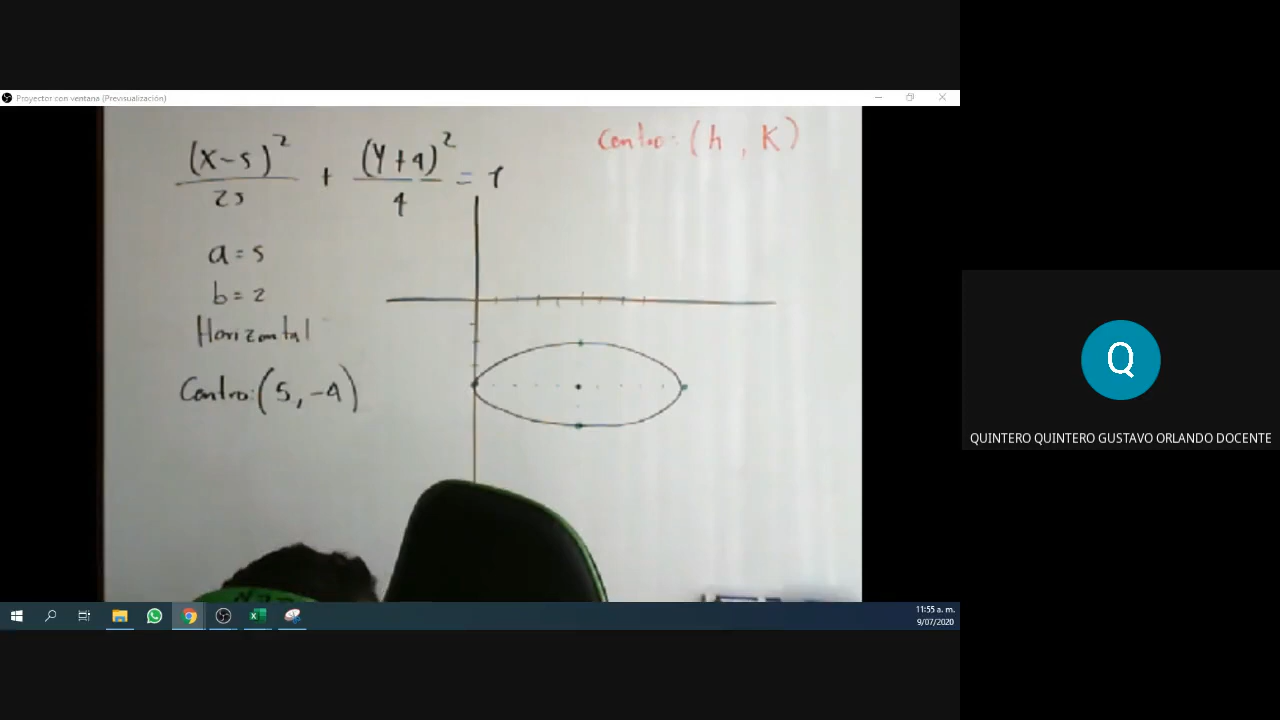 Proyector con ventana (Previsualización)
(x-5)² / 25 + (y+4)² / 4 = 1
Centro: (h, K)
a = 5
b = 2
Horizontal
Centro: (5, -4)
Q
QUINTERO QUINTERO GUSTAVO ORLANDO DOCENTE
11:55 a. m.
9/07/2020